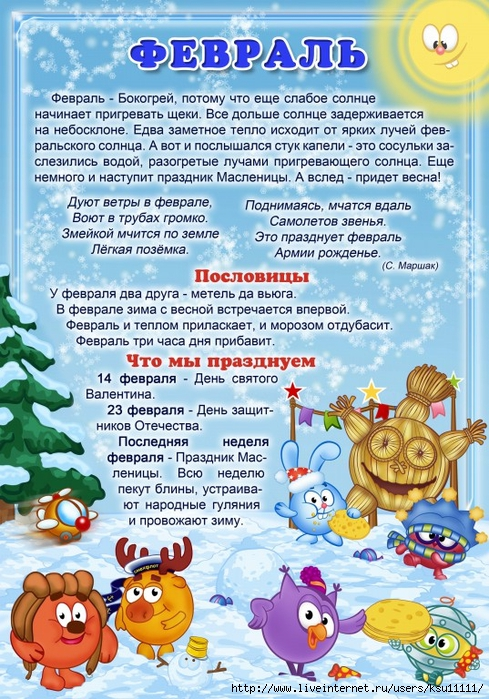 ФЕВРАЛЬ
Февраль - Бокогрей, потому что еще слабое солнце
начинает пригревать щеки. Все дольше солнце задерживается
на небосклоне. Едва заметное тепло исходит от ярких лучей фев-
ральского солнца. А вот и послышался стук капели - это сосульки за-
слезились водой, разогретые лучами пригревающего солнца. Еще
немного и наступит праздник Масленицы. А вслед - придет весна!
Дуют ветры в феврале,
Воют в трубах громко.
Змейкой мчится по земле
Лёгкая позёмка.
Поднимаясь, мчатся вдаль
Самолетов звенья.
Это празднует февраль
Армии рожденье.
(С. Маршак)
Пословицы
У февраля два друга - метель да вьюга.
В феврале зима с весной встречается впервой.
Февраль и теплом приласкает, и морозом отдубасит.
Февраль три часа дня прибавит.
Что мы празднуем
14 февраля - День святого
Валентина.
23 февраля - День защит-
ников Отечества.
Последняя неделя
февраля - Праздник Мас-
леницы. Всю неделю
пекут блины, устраива-
ют народные гуляния
и провожают зиму.
http://www.liveinternet.ru/users/ksu11111/